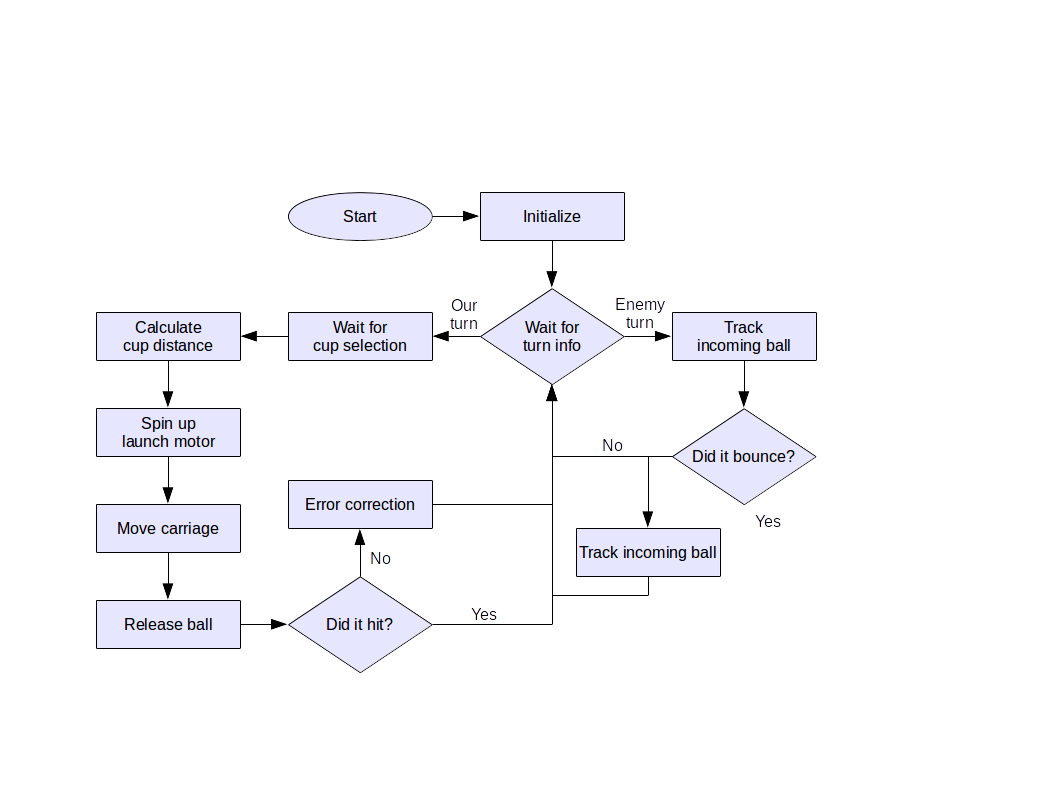 Start
Initialize
Our
turn
Enemy
turn
Calculate
cup distance
Wait for
cup selection
Wait for
turn info
Track
incoming ball
Spin up
launch motor
No
Did it bounce?
Error correction
Yes
Move carriage
Track incoming ball
No
Release ball
Did it hit?
Yes